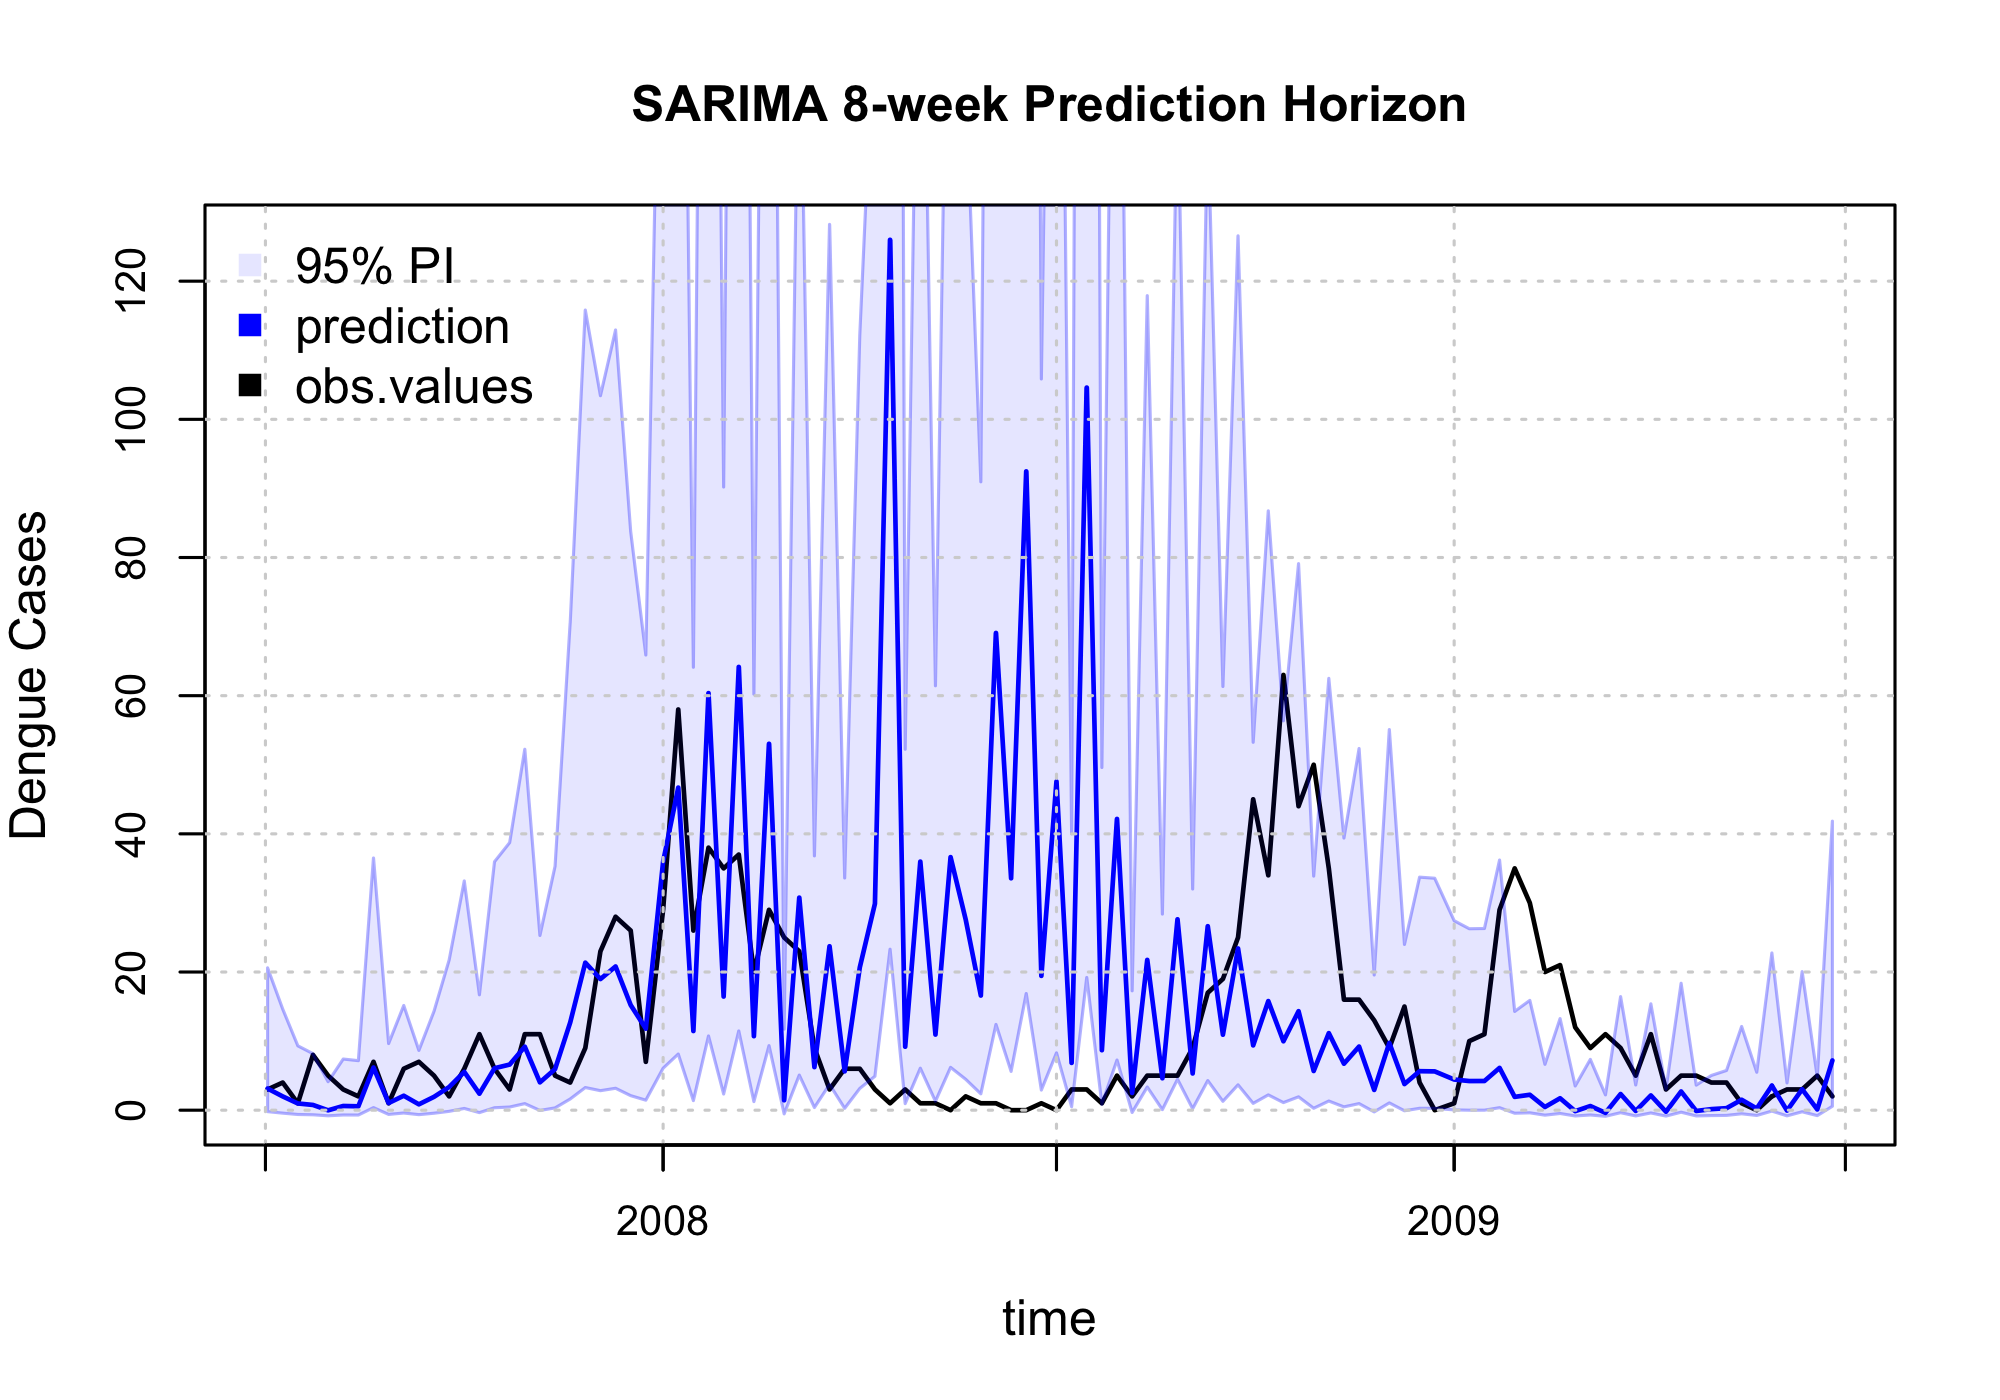 SARIMA 8-week Prediction Horizon
95% PI
prediction
obs.values
120
100
80
60
40
20
0
Dengue Cases
2008
2009
time